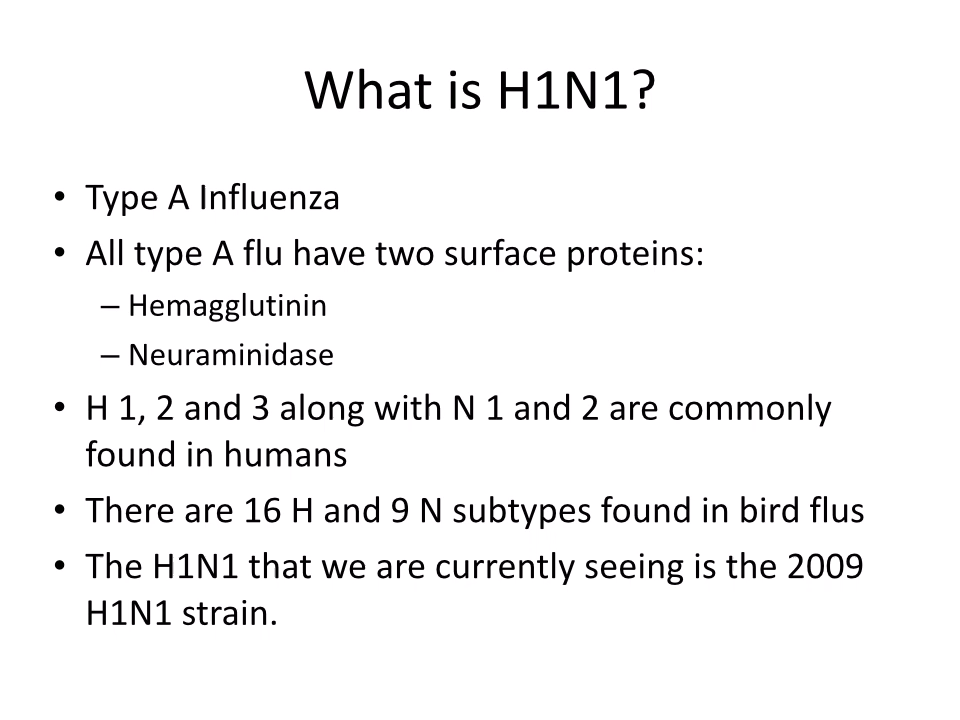 What is H1N1?
• Type A Influenza
• All type A flu have two surface proteins:
– Hemagglutinin
– Neuraminidase
• H 1, 2 and 3 along with N 1 and 2 are commonly
found in humans
• There are 16 H and 9 N subtypes found in bird flus
• The H1N1 that we are currently seeing is the 2009
H1N1 strain.